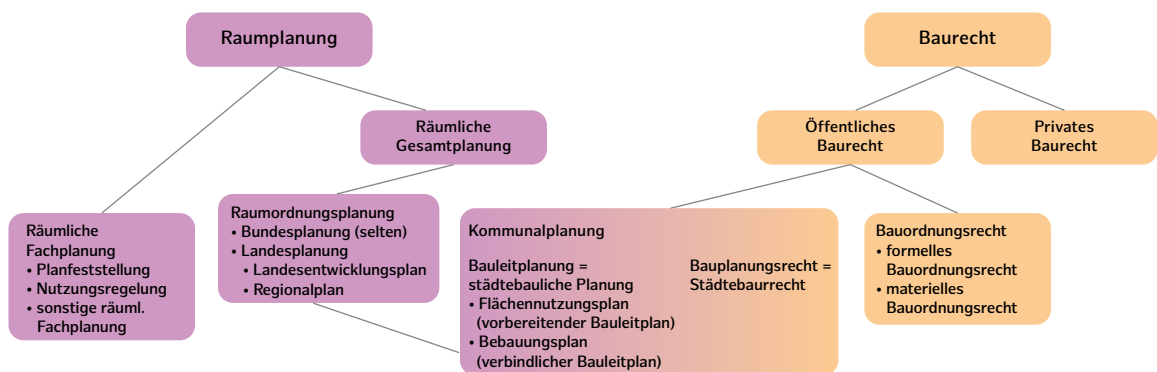 Raumplanung
Baurecht
Räumliche
Gesamtplanung
Öffentliches
Baurecht
Privates
Baurecht
Räumliche
Fachplanung
• Planfeststellung
• Nutzungsregelung
• sonstige räuml.
Fachplanung
Raumordnungsplanung
• Bundesplanung (selten)
• Landesplanung
• Landesentwicklungsplan
• Regionalplan
Kommunalplanung
Bauleitplanung =
städtebauliche Planung
• Flächennutzungsplan
(vorbereitender Bauleitplan)
• Bebauungsplan
(verbindlicher Bauleitplan)
Bauplanungsrecht =
Städtebaurrecht
Bauordnungsrecht
• formelles
Bauordnungsrecht
• materielles
Bauordnungsrecht